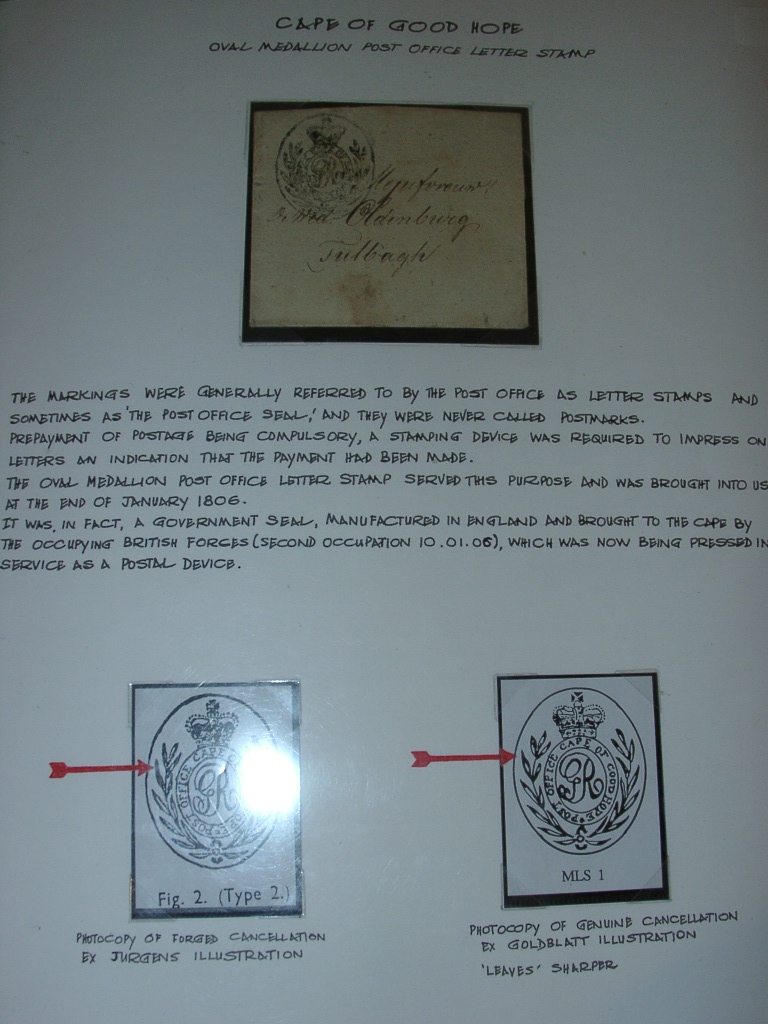 CAPE OF GOOD HOPE
OVAL MEDALLION POST OFFICE LETTER STAMP
GR
Mejufvrouw
Oldenburg
Tulbagh
THE MARKINGS WERE GENERALLY REFERRED TO BY THE POST OFFICE AS LETTER STAMPS AND
SOMETIMES AS 'THE POST OFFICE SEAL,' AND THEY WERE NEVER CALLED POSTMARKS.
PREPAYMENT OF POSTAGE BEING COMPULSORY, A STAMPING DEVICE WAS REQUIRED TO IMPRESS ON
LETTERS AN INDICATION THAT THE PAYMENT HAD BEEN MADE.
THE OVAL MEDALLION POST OFFICE LETTER STAMP SERVED THIS PURPOSE AND WAS BROUGHT INTO US
AT THE END OF JANUARY 1806.
IT WAS, IN FACT, A GOVERNMENT SEAL, MANUFACTURED IN ENGLAND AND BROUGHT TO THE CAPE BY
THE OCCUPYING BRITISH FORCES (SECOND OCCUPATION 10.01.06), WHICH WAS NOW BEING PRESSED IN
SERVICE AS A POSTAL DEVICE.
POST OFFICE CAPE
GR
Fig. 2. (Type 2.)
PHOTOCOPY OF FORGED CANCELLATION
EX JURGENS ILLUSTRATION
POST OFFICE CAPE OF GOOD HOPE
GR
MLS 1
PHOTOCOPY OF GENUINE CANCELLATION
EX GOLDBLATT ILLUSTRATION
'LEAVES' SHARPER